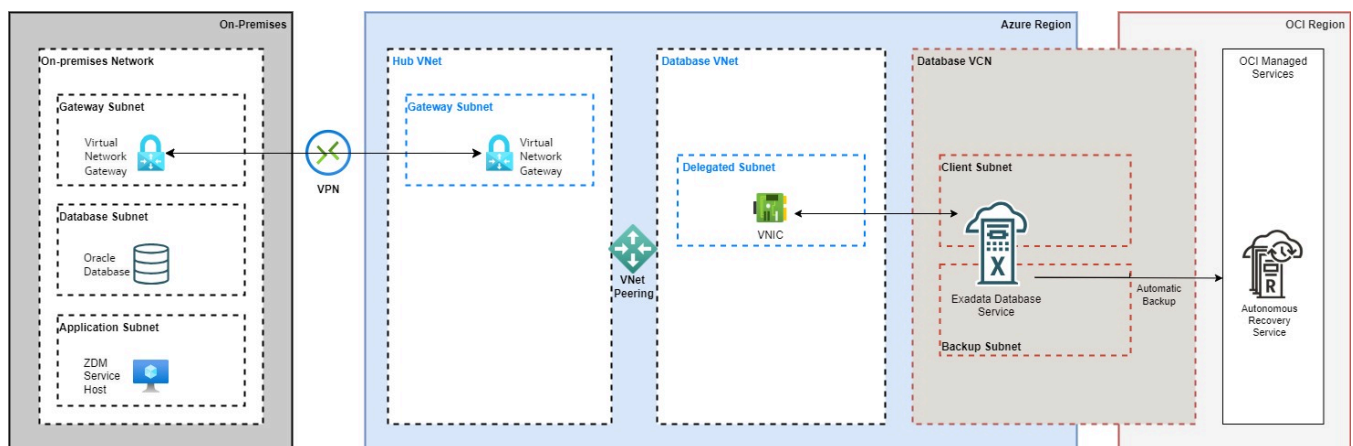 On-Premises
On-premises Network
Gateway Subnet
Virtual
Network
Gateway
Database Subnet
Oracle
Database
Application Subnet
ZDM
Service
Host
VPN
Azure Region
Hub VNet
Gateway Subnet
Virtual
Network
Gateway
VNet
Peering
Database VNet
Delegated Subnet
VNIC
Database VCN
Client Subnet
X
Exadata Database
Service
Backup Subnet
Automatic
Backup
OCI Region
OCI Managed
Services
R
Autonomous
Recovery
Service